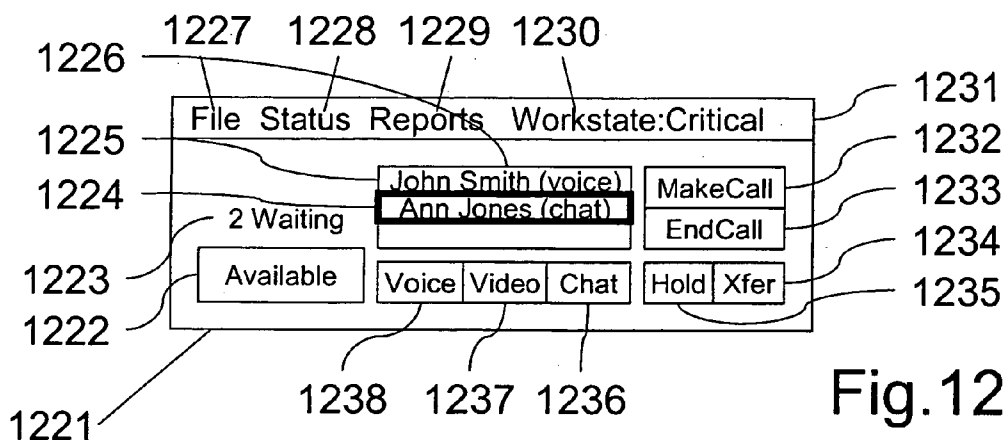 1227 1228 1229 1230
1226
1231
File Status Reports Workstate:Critical
1225
1232
John Smith (voice) MakeCall
1224
Ann Jones (chat)
1233
2 Waiting EndCall
1223
1234
Available Voice Video Chat Hold Xfer
1222
1235
1238 1237 1236
1221
Fig.12